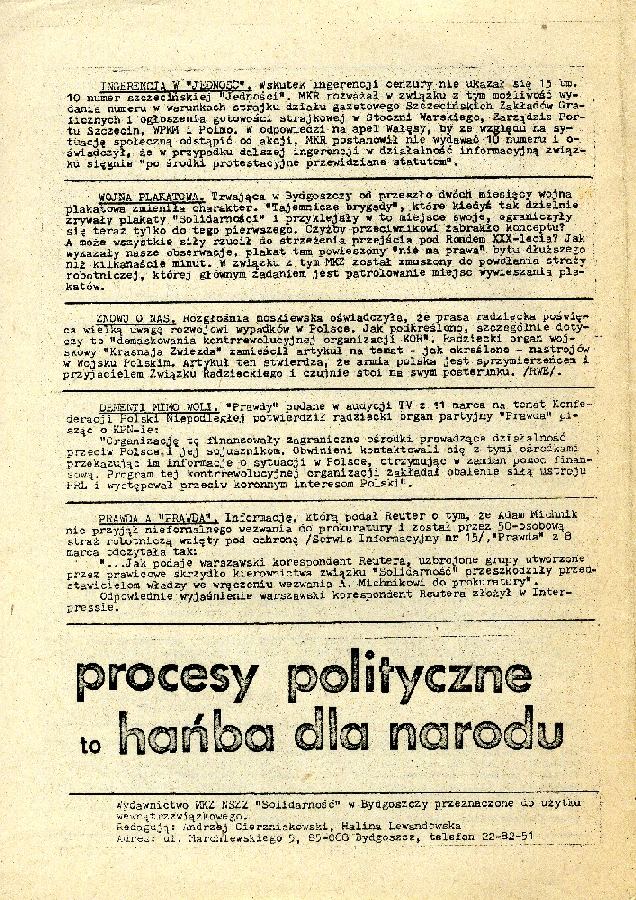 INGERENCJA W "JEDNOŚĆ". Wskutek ingerencji cenzury nie ukazał się 15 bm.
10 numer szczecińskiej "Jedności". MKR rozważał w związku z tym możliwość wy-
dania numeru w warunkach strajku działu gazetowego Szczecińskich Zakładów Gra-
ficznych i ogłoszenia gotowości strajkowej w Stoczni Warskiego, Zarządzie Por-
tu Szczecin, WPKM i Polmo. W odpowiedzi na apel Wałęsy, by ze względu na sy-
tuację społeczną odstąpić od akcji, MKR postanowił nie wydawać 10 numeru i o-
świadczył, że w przypadku dalszej ingerencji w działalność informacyjną związ-
ku sięgnie "po środki protestacyjne przewidziane statutem".
WOJNA PLAKATOWA. Trwająca w Bydgoszczy od przeszło dwóch miesięcy wojna
plakatowa zmieniła charakter. "Tajemnicze brygady", które kiedyś tak dzielnie
zrywały plakaty "Solidarności" i przyklejały w to miejsce swoje, ograniczyły
się teraz tylko do tego pierwszego. Czyżby przeciwnikowi zabrakło konceptu?
A może wszystkie siły rzucił do strzeżenia przejścia pod Rondem XXX-lecia? Jak
wykazały nasze obserwacje, plakat tam powieszony "nie ma prawa" bytu dłuższego
niż kilkanaście minut. W związku z tym MKZ został zmuszony do powołania straży
robotniczej, której głównym zadaniem jest patrolowanie miejsc wywieszania pla-
katów.
ZNOWU O NAS. Rozgłośnia moskiewska oświadczyła, że prasa radziecka poświę-
ca wielką uwagę rozwojowi wypadków w Polsce. Jak podkreślono, szczególnie doty-
czy to "demaskowania kontrrewolucyjnej organizacji KOR". Radziecki organ woj-
skowy "Krasnaja Zwiezda" zamieścił artykuł na temat - jak określono - nastrojów
w Wojsku Polskim. Artykuł ten stwierdza, że armia polska jest sprzymierzeńcem i
przyjacielem Związku Radzieckiego i czujnie stoi na swym posterunku. /RWE/.
DEMENTI MIMO WOLI. "Prawdy" podane w audycji TV z 11 marca na temat Konfe-
deracji Polski Niepodległej potwierdził radziecki organ partyjny "Prawda" pi-
sząc o KPN-ie:
"Organizację tę finansowały zagraniczne ośrodki prowadzące działalność
przeciw Polsce i jej sojusznikom. Obwinieni kontaktowali się z tymi ośrodkami
przekazując im informacje o sytuacji w Polsce, otrzymując w zamian pomoc finan-
sową. Program tej kontrrewolucyjnej organizacji zakładał obalenie siłą ustroju
PRL i występował przeciw koronnym interesom Polski".
PRAWDA A "PRAWDA". Informację, którą podał Reuter o tym, że Adam Michnik
nie przyjął nieformalnego wezwania do prokuratury i został przez 50-osobową
straż robotniczą wzięty pod ochronę /Serwis Informacyjny nr 15/, "Prawda" z 8
marca odczytała tak:
"...Jak podaje warszawski korespondent Reutera, uzbrojone grupy utworzone
przez prawicowe skrzydło kierownictwa związku "Solidarność" przeszkodziły przed-
stawicielom władzy we wręczeniu wezwania A. Michnikowi do prokuratury".
Odpowiednie wyjaśnienie warszawski korespondent Reutera złożył w Inter-
pressie.
procesy polityczne
to hańba dla narodu
Wydawnictwo MKZ NSZZ "Solidarność" w Bydgoszczy przeznaczone do użytku
wewnątrzzwiązkowego.
Redagują: Andrzej Cierzniakowski, Halina Lewandowska
Adres: ul. Marchlewskiego 5, 85-068 Bydgoszcz, telefon 22-82-51